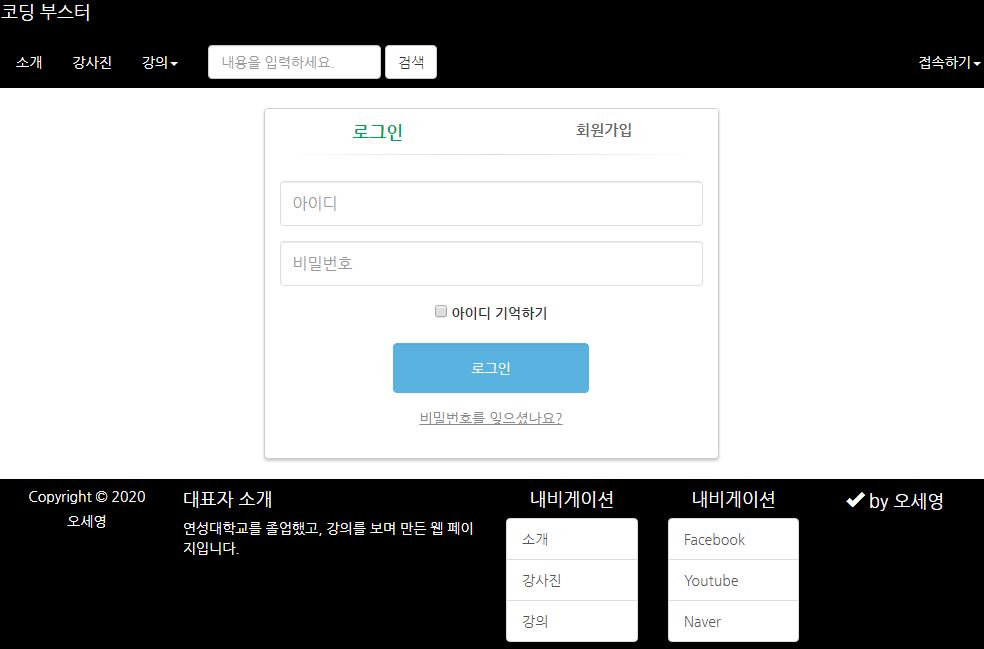 코딩 부스터
소개 강사진 강의 내용을 입력하세요. 검색 접속하기
로그인 회원가입
아이디
비밀번호
아이디 기억하기
로그인
비밀번호를 잊으셨나요?
Copyright © 2020
오세영
대표자 소개
연성대학교를 졸업했고, 강의를 보며 만든 웹 페이
지입니다.
내비게이션
소개
강사진
강의
내비게이션
Facebook
Youtube
Naver
by 오세영